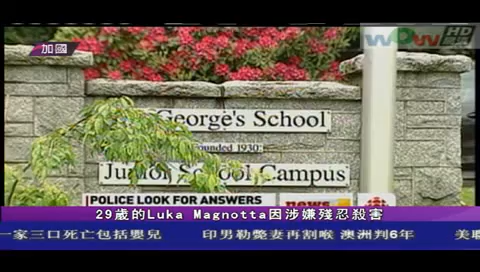 加國
WOW HD
George's School
Founded 1930
Junior School Campus
POLICE LOOK FOR ANSWERS
news
29歲的Luka Magnotta因涉嫌殘忍殺害
一家三口死亡包括嬰兒 印男勒斃妻再割喉 澳洲判6年 美